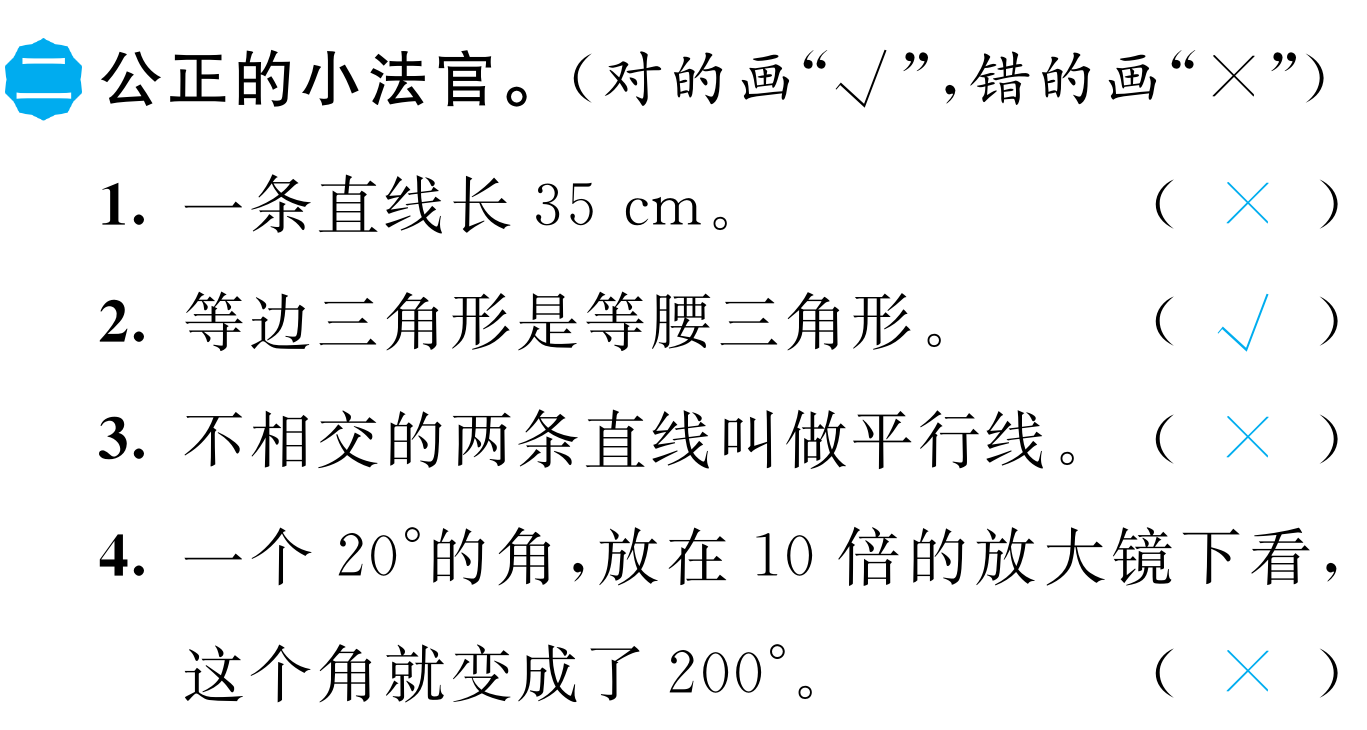 二 公正的小法官。(对的画“√”,错的画“×”)
1. 一条直线长 35 cm。 ( × )
2. 等边三角形是等腰三角形。 ( √ )
3. 不相交的两条直线叫做平行线。 ( × )
4. 一个 20°的角,放在 10 倍的放大镜下看,
这个角就变成了 200°。 ( × )